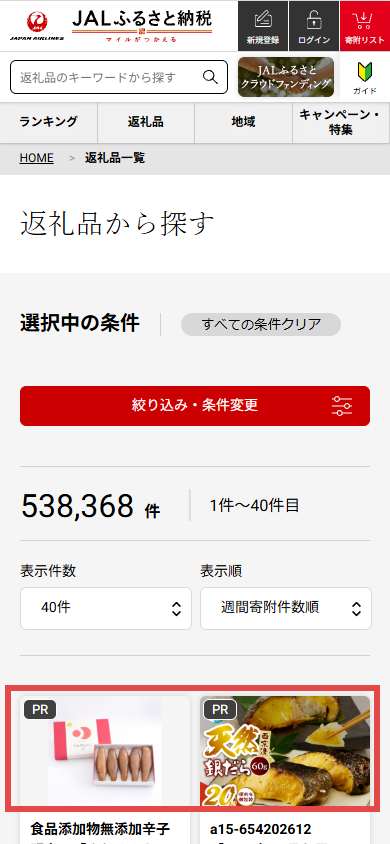 JAPAN AIRLINES
JALふるさと納税
マイルがつかえる
新規登録
ログイン
寄附リスト
返礼品のキーワードから探す
JALふるさと
クラウドファンディング
ガイド
ランキング
返礼品
地域
キャンペーン・
特集
HOME > 返礼品一覧
返礼品から探す
選択中の条件
すべての条件クリア
絞り込み・条件変更
538,368 件
1件～40件目
表示件数
表示順
40件
週間寄附件数順
PR
PR
天然
銀だら
60g
20
食品添加物無添加辛子
a15-654202612